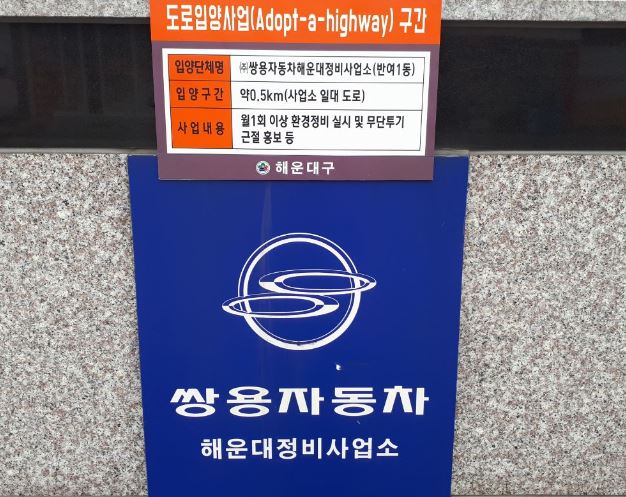 도로입양사업(Adopt-a-highway) 구간
입양단체명 ㈜쌍용자동차해운대정비사업소(반여1동)
입양구간 약0.5km(사업소 일대 도로)
사업내용 월1회 이상 환경정비 실시 및 무단투기
근절 홍보 등
해운대구
쌍용자동차
해운대정비사업소